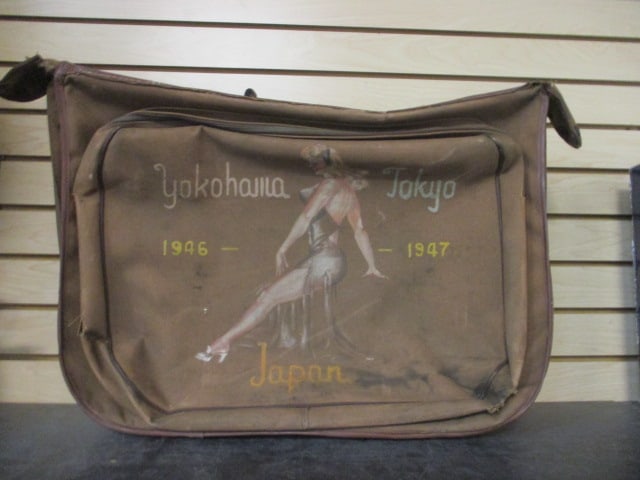 Yokohama Tokyo
1946 — — 1947
Japan